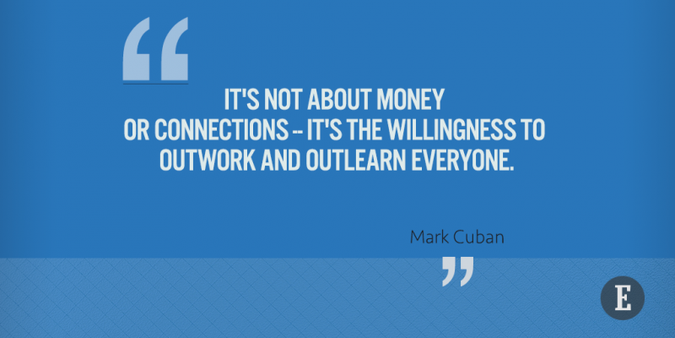 “
IT'S NOT ABOUT MONEY
OR CONNECTIONS -- IT'S THE WILLINGNESS TO
OUTWORK AND OUTLEARN EVERYONE.
Mark Cuban
”
E